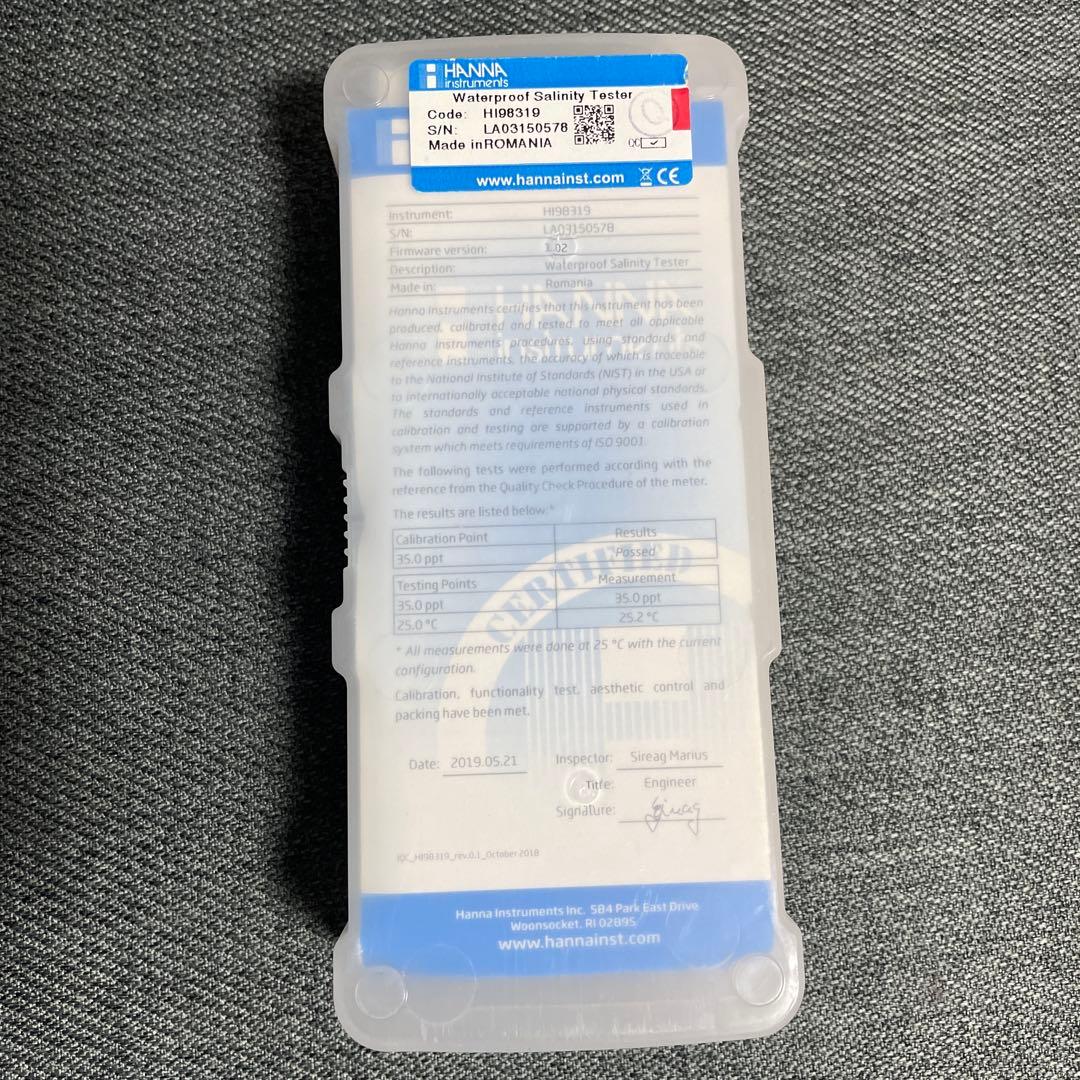 HANNA
instruments
Waterproof Salinity Tester
Code: HI98319
S/N: LA03150578
Made in ROMANIA
QC
www.hannainst.com CE
Instrument: HI98319
S/N: LA03150578
Firmware version: 1.02
Description: Waterproof Salinity Tester
Made in: Romania
Hanna Instruments certifies that this instrument has been
produced, calibrated and tested to meet all applicable
Hanna Instruments procedures, using standards and
reference instruments, the accuracy of which is traceable
to the National Institute of Standards (NIST) in the USA or
to internationally acceptable national physical standards.
The standards and reference instruments used in
calibration and testing are supported by a calibration
system which meets requirements of ISO 9001.
The following tests were performed according with the
reference from the Quality Check Procedure of the meter.
The results are listed below:*
Calibration Point Results
35.0 ppt Passed
Testing Points Measurement
35.0 ppt 35.0 ppt
25.0 °C 25.2 °C
CERTIFIED
* All measurements were done at 25 °C with the current
configuration.
Calibration, functionality test, aesthetic control and
packing have been met.
Date: 2019.05.21 Inspector: Sireag Marius
Title: Engineer
Signature:
IQC_HI98319_rev.0.1_October 2018
Hanna Instruments Inc. 584 Park East Drive
Woonsocket, RI 02895
www.hannainst.com